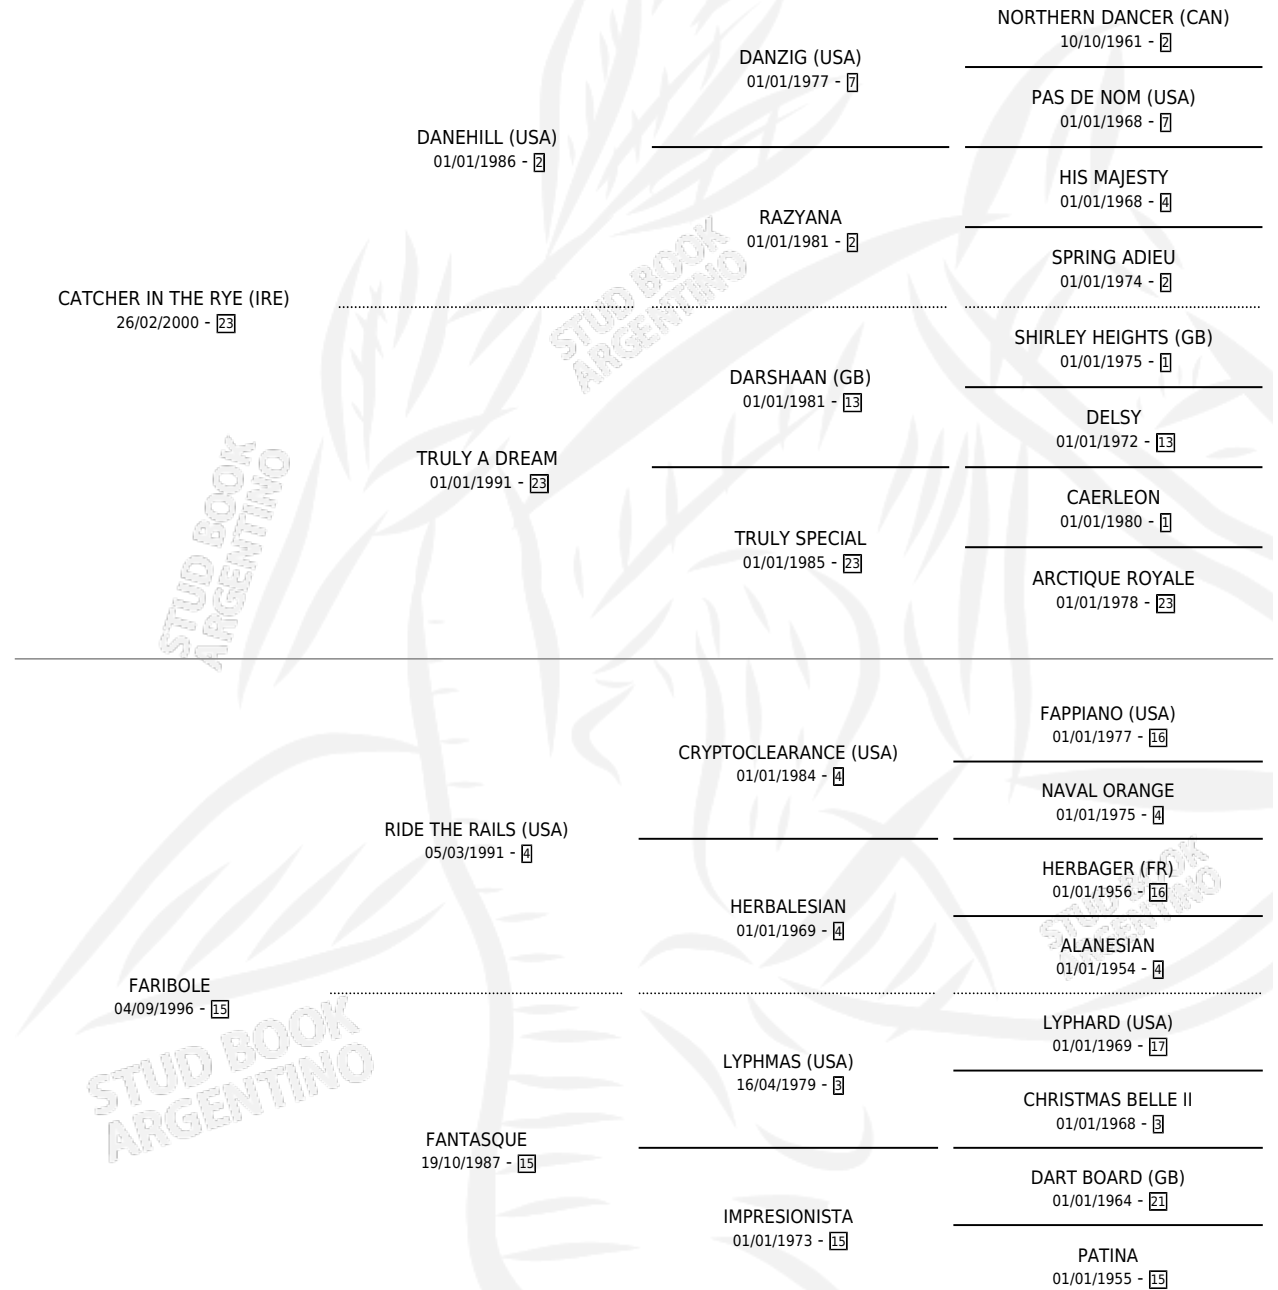 NORTHERN DANCER (CAN)
10/10/1961 - 2
DANZIG (USA)
01/01/1977 - 7
PAS DE NOM (USA)
01/01/1968 - 7
DANEHILL (USA)
01/01/1986 - 2
HIS MAJESTY
01/01/1968 - 4
RAZYANA
01/01/1981 - 2
SPRING ADIEU
01/01/1974 - 2
STUD BOOK
ARGENTINO
CATCHER IN THE RYE (IRE)
26/02/2000 - 23
SHIRLEY HEIGHTS (GB)
01/01/1975 - 1
DARSHAAN (GB)
01/01/1981 - 13
DELSY
01/01/1972 - 13
TRULY A DREAM
01/01/1991 - 23
CAERLEON
01/01/1980 - 1
TRULY SPECIAL
01/01/1985 - 23
ARCTIQUE ROYALE
01/01/1978 - 23
STUD BOOK
ARGENTINO
FAPPIANO (USA)
01/01/1977 - 16
CRYPTOCLEARANCE (USA)
01/01/1984 - 4
NAVAL ORANGE
01/01/1975 - 4
RIDE THE RAILS (USA)
05/03/1991 - 4
HERBAGER (FR)
01/01/1956 - 16
HERBALESIAN
01/01/1969 - 4
STUD BOOK
ARGENTINO
ALANESIAN
01/01/1954 - 4
FARIBOLE
04/09/1996 - 15
LYPHARD (USA)
01/01/1969 - 17
LYPHMAS (USA)
16/04/1979 - 3
STUD BOOK
ARGENTINO
CHRISTMAS BELLE II
01/01/1968 - 3
FANTASQUE
19/10/1987 - 15
DART BOARD (GB)
01/01/1964 - 21
IMPRESIONISTA
01/01/1973 - 15
PATINA
01/01/1955 - 15